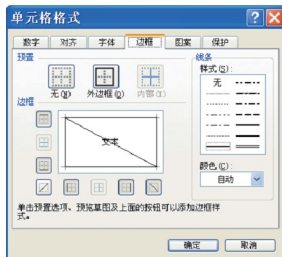 单元格格式
数字 对齐 字体 边框 图案 保护
预置
无(N) 外边框(O) 内部(I)
边框
文本
线条
样式(S):
无
颜色(C):
自动
单击预置选项、预览草图及上面的按钮可以添加边框样
式。
确定 取消